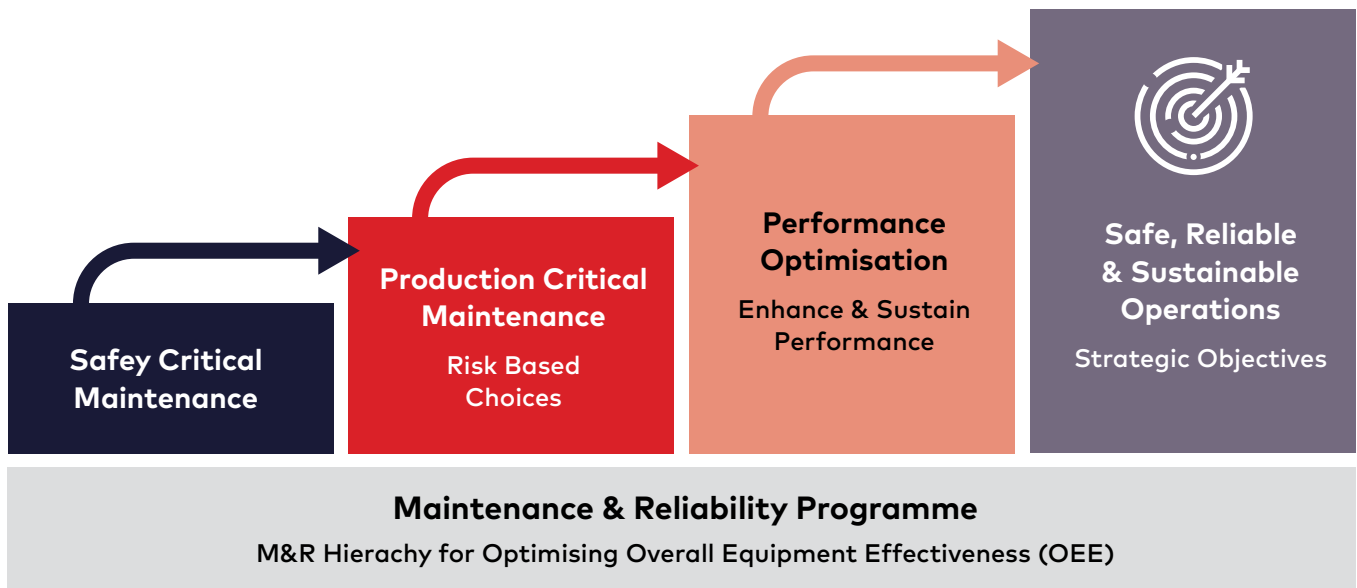 Safey Critical
Maintenance
Production Critical
Maintenance
Risk Based
Choices
Performance
Optimisation
Enhance & Sustain
Performance
Safe, Reliable
& Sustainable
Operations
Strategic Objectives
Maintenance & Reliability Programme
M&R Hierachy for Optimising Overall Equipment Effectiveness (OEE)